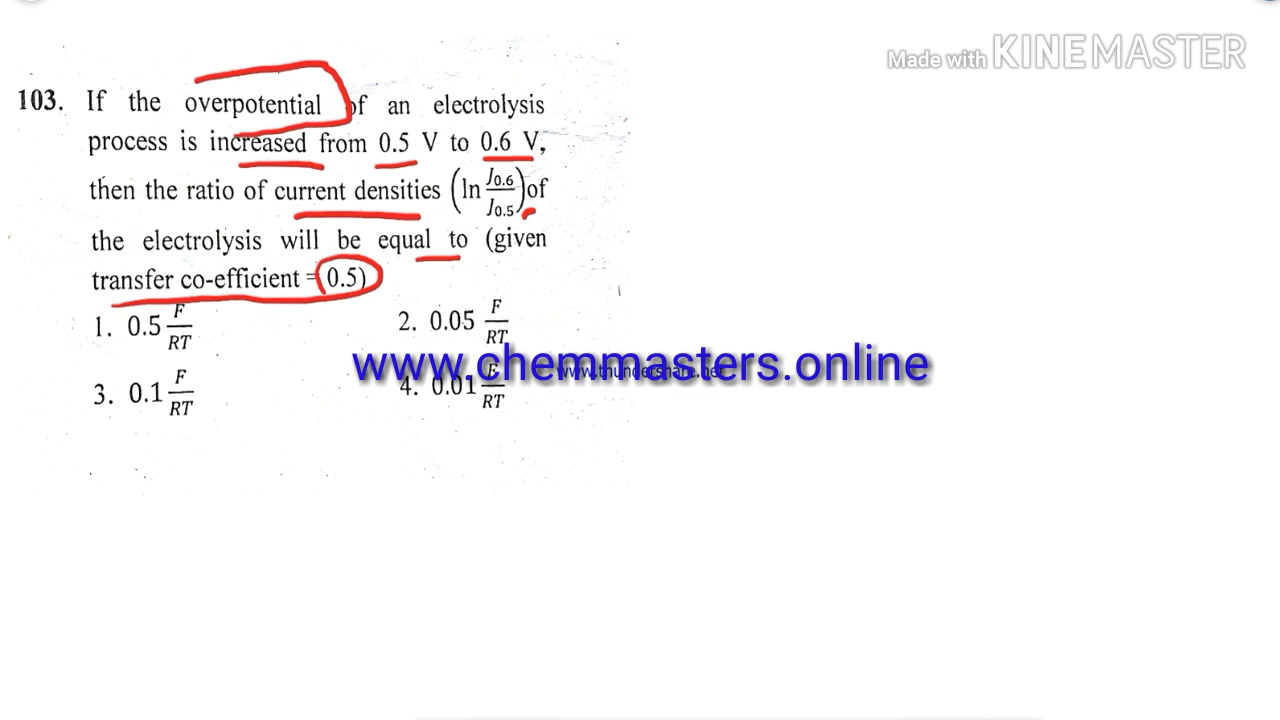 Made with KINEMASTER
103. If the overpotential of an electrolysis
process is increased from 0.5 V to 0.6 V,
then the ratio of current densities (ln J0.6/J0.5) of
the electrolysis will be equal to (given
transfer co-efficient = 0.5)
1. 0.5 F/RT 2. 0.05 F/RT
www.chemmasters.online
www.thundershare.net
3. 0.1 F/RT 4. 0.01 F/RT